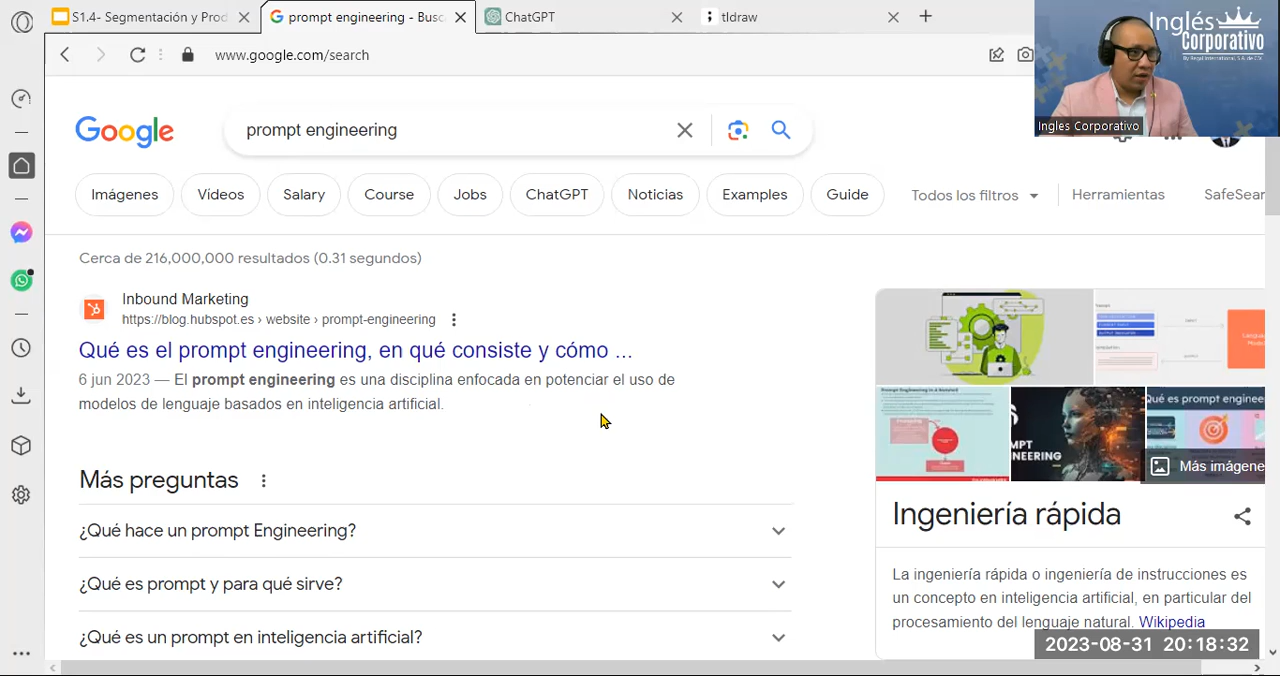 S1.4- Segmentación y Prod
prompt engineering - Busc
ChatGPT
tldraw
www.google.com/search
Inglés
Corporativo
Ingles Corporativo
Google
prompt engineering
Imágenes
Vídeos
Salary
Course
Jobs
ChatGPT
Noticias
Examples
Guide
Todos los filtros
Herramientas
SafeSear
Cerca de 216,000,000 resultados (0.31 segundos)
Inbound Marketing
https://blog.hubspot.es › website › prompt-engineering
Qué es el prompt engineering, en qué consiste y cómo ...
6 jun 2023 — El prompt engineering es una disciplina enfocada en potenciar el uso de
modelos de lenguaje basados en inteligencia artificial.
Más preguntas
¿Qué hace un prompt Engineering?
¿Qué es prompt y para qué sirve?
¿Qué es un prompt en inteligencia artificial?
Qué es prompt enginee
Más imágene
Ingeniería rápida
La ingeniería rápida o ingeniería de instrucciones es
un concepto en inteligencia artificial, en particular del
procesamiento del lenguaje natural. Wikipedia
2023-08-31 20:18:32